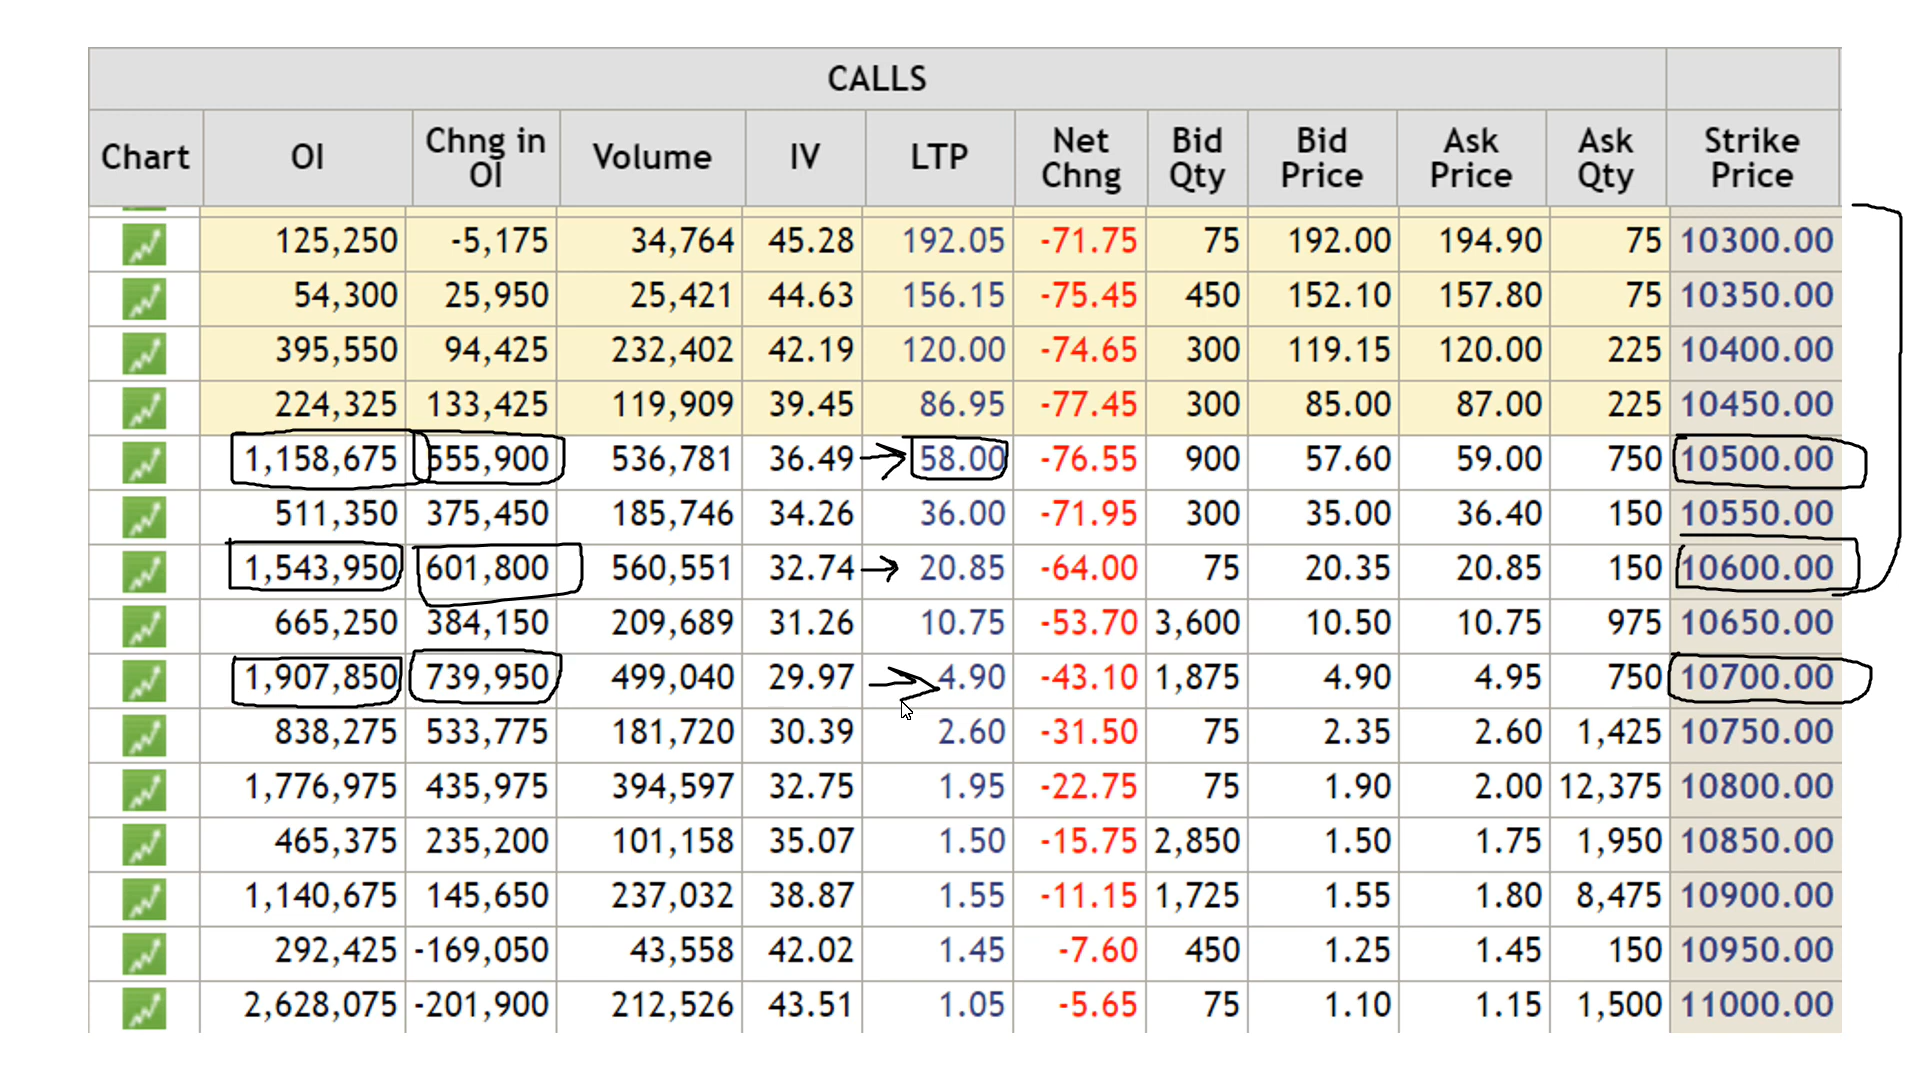 CALLS
Chart OI Chng in OI Volume IV LTP Net Chng Bid Qty Bid Price Ask Price Ask Qty Strike Price
125,250 -5,175 34,764 45.28 192.05 -71.75 75 192.00 194.90 75 10300.00
54,300 25,950 25,421 44.63 156.15 -75.45 450 152.10 157.80 75 10350.00
395,550 94,425 232,402 42.19 120.00 -74.65 300 119.15 120.00 225 10400.00
224,325 133,425 119,909 39.45 86.95 -77.45 300 85.00 87.00 225 10450.00
1,158,675 555,900 536,781 36.49 58.00 -76.55 900 57.60 59.00 750 10500.00
511,350 375,450 185,746 34.26 36.00 -71.95 300 35.00 36.40 150 10550.00
1,543,950 601,800 560,551 32.74 20.85 -64.00 75 20.35 20.85 150 10600.00
665,250 384,150 209,689 31.26 10.75 -53.70 3,600 10.50 10.75 975 10650.00
1,907,850 739,950 499,040 29.97 4.90 -43.10 1,875 4.90 4.95 750 10700.00
838,275 533,775 181,720 30.39 2.60 -31.50 75 2.35 2.60 1,425 10750.00
1,776,975 435,975 394,597 32.75 1.95 -22.75 75 1.90 2.00 12,375 10800.00
465,375 235,200 101,158 35.07 1.50 -15.75 2,850 1.50 1.75 1,950 10850.00
1,140,675 145,650 237,032 38.87 1.55 -11.15 1,725 1.55 1.80 8,475 10900.00
292,425 -169,050 43,558 42.02 1.45 -7.60 450 1.25 1.45 150 10950.00
2,628,075 -201,900 212,526 43.51 1.05 -5.65 75 1.10 1.15 1,500 11000.00